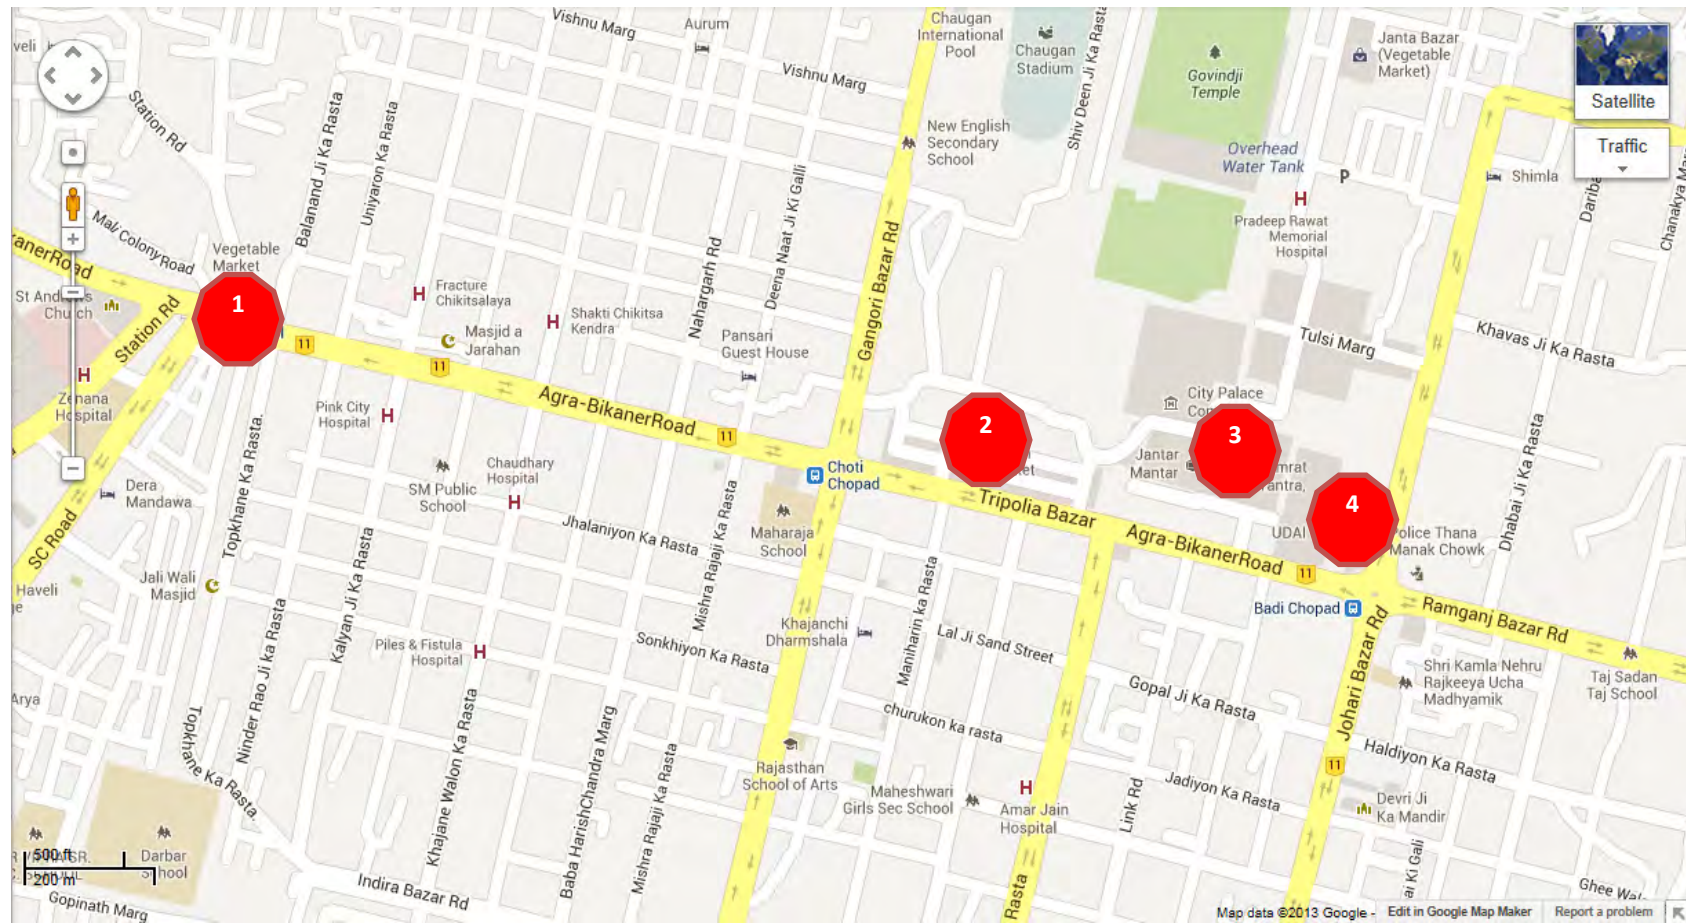 Vishnu Marg
Aurum
Chaugan
International
Pool
Chaugan
Stadium
Shiv Deen Ji Ka Rasta
Govindji
Temple
Janta Bazar
(Vegetable
Market)
Satellite
Traffic
veli
Station Rd
Balanand Ji Ka Rasta
Uniyaron Ka Rasta
Vishnu Marg
New English
Secondary
School
Overhead
Water Tank
P
Shimla
Chanakya
Pradeep Rawat
Memorial
Hospital
Colony Road
Vegetable
Market
kanerRoad
St
Church
Station Rd
1
11
Fracture
Chikitsalaya
Masjid a
Jarahan
11
Shakti Chikitsa
Kendra
Nahargarh Rd
Deena Naat Ji Ki Galli
Pansari
Guest House
Gangori Bazar Rd
Tulsi Marg
Khavas Ji Ka Rasta
Zenana
Hospital
Pink City
Hospital
Agra-BikanerRoad
11
2
City Palace
3
Jantar
Mantar
4
Dera
Mandawa
SC Road
Topkhane Ka Rasta
SM Public
School
Chaudhary
Hospital
Choti
Chopad
Tripolia Bazar
Agra-BikanerRoad
11
UDAI
Police Thana
Manak Chowk
Dhabai Ji Ka Rasta
Haveli
Jali Wali
Masjid
Kalyan Ji Ka Rasta
Jhalaniyon Ka Rasta
Mishra Rajaji Ka Rasta
Maharaja
School
Badi Chopad
Ramganj Bazar Rd
Ninder Rao Ji ka Rasta
Piles & Fistula
Hospital
Sonkhiyon Ka Rasta
Khajanchi
Dharmshala
Maniharin ka Rasta
Lal Ji Sand Street
Gopal Ji Ka Rasta
Johari Bazar Rd
Shri Kamla Nehru
Rajkeeya Ucha
Madhyamik
Taj Sadan
Taj School
Arya
Topkhane Ka Rasta
Khajane Walon Ka Rasta
Baba HarishChandra Marg
Mishra Rajaji Ka Rasta
churukon ka rasta
Haldiyon Ka Rasta
Rajasthan
School of Arts
Maheshwari
Girls Sec School
Amar Jain
Hospital
Link Rd
Jadiyon Ka Rasta
11
Devri Ji
Ka Mandir
500 ft
200 m
Darbar
School
Gopinath Marg
Indira Bazar Rd
Rasta
ai Ki Gali
Map data ©2013 Google -
Edit in Google Map Maker
Report a problem